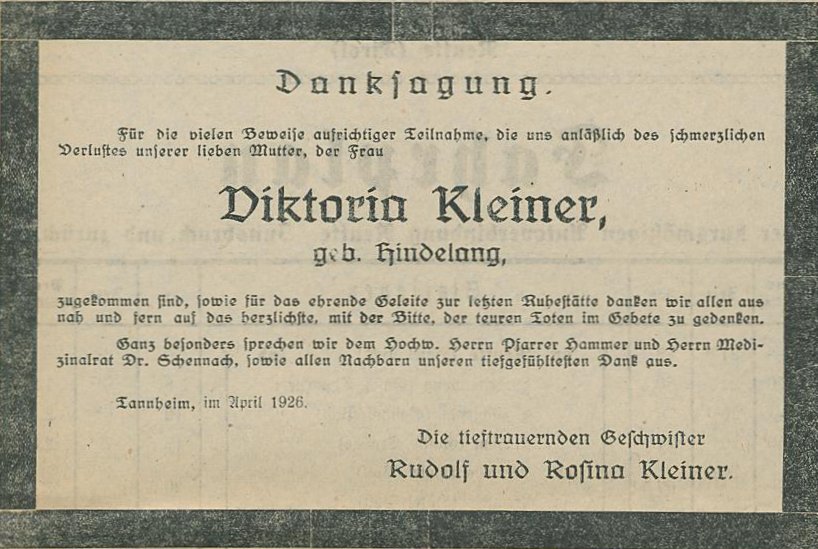 Danksagung.
Für die vielen Beweise aufrichtiger Teilnahme, die uns anläßlich des schmerzlichen
Verlustes unserer lieben Mutter, der Frau
Viktoria Kleiner,
geb. Hindelang,
zugekommen sind, sowie für das ehrende Geleite zur letzten Ruhestätte danken wir allen aus
nah und fern auf das herzlichste, mit der Bitte, der teuren Toten im Gebete zu gedenken.
Ganz besonders sprechen wir dem Hochw. Herrn Pfarrer Hammer und Herrn Medi-
zinalrat Dr. Schennach, sowie allen Nachbarn unseren tiefgefühltesten Dank aus.
Tannheim, im April 1926.
Die tieftrauernden Geschwister
Rudolf und Rosina Kleiner.